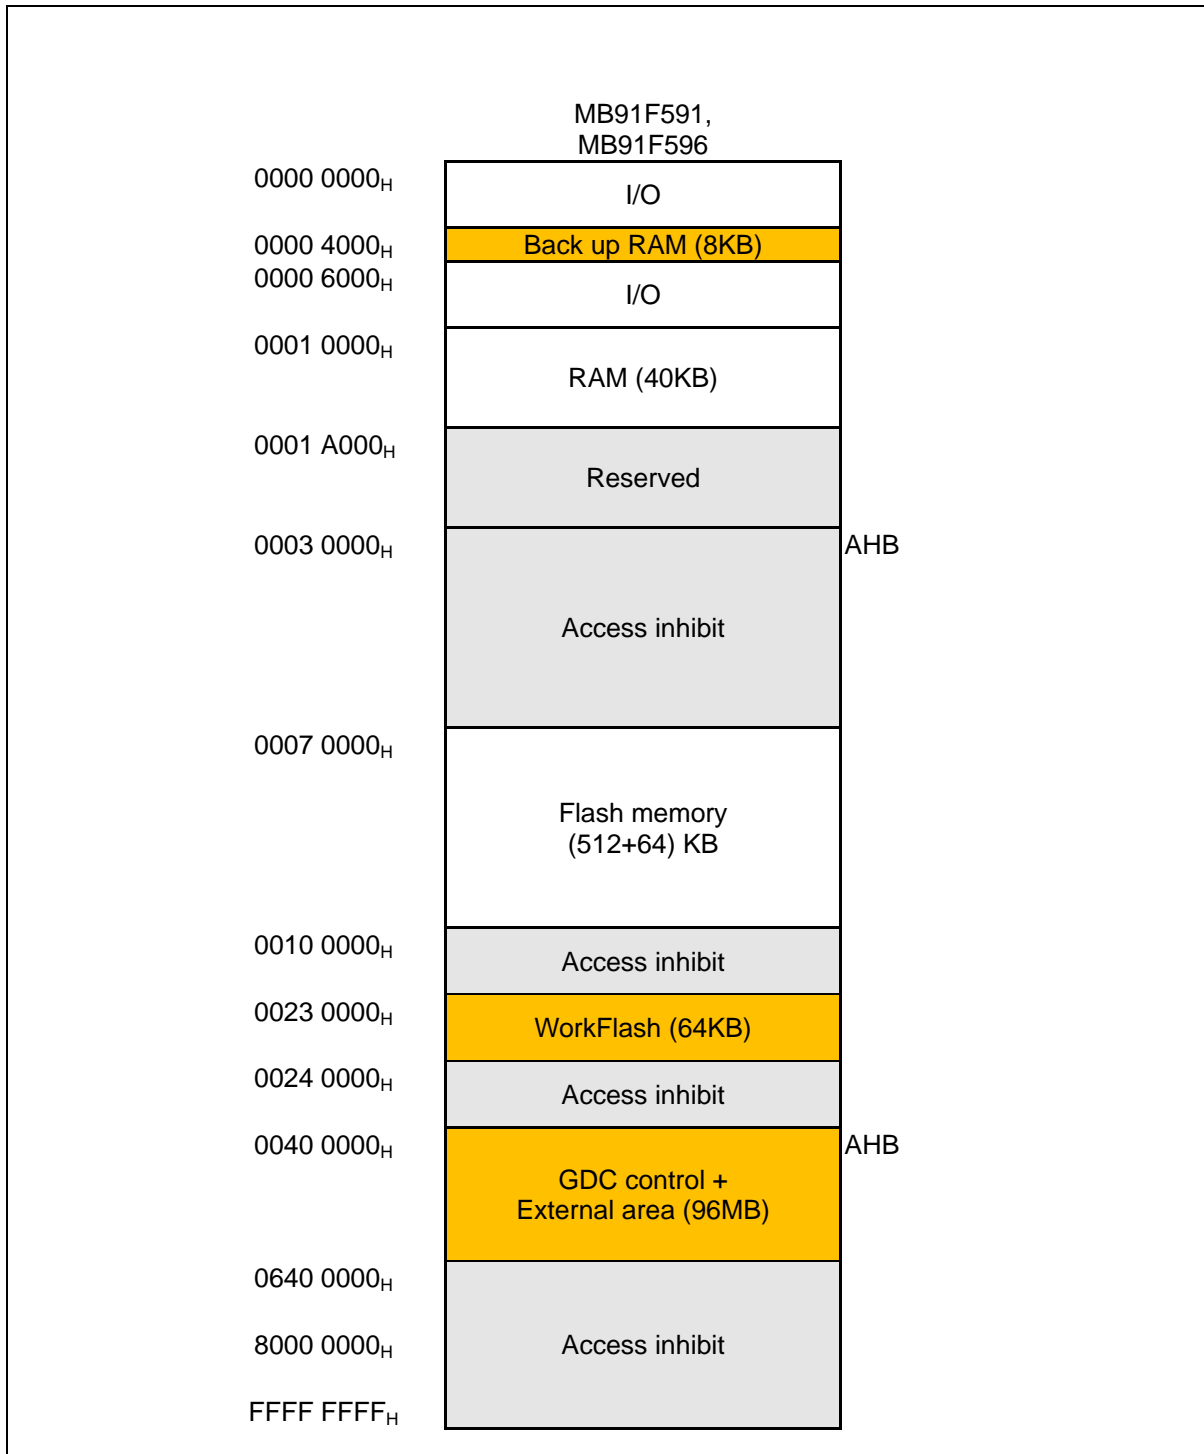 MB91F591,
MB91F596
0000 0000H
I/O
0000 4000H
Back up RAM (8KB)
0000 6000H
I/O
0001 0000H
RAM (40KB)
0001 A000H
Reserved
0003 0000H
AHB
Access inhibit
0007 0000H
Flash memory
(512+64) KB
0010 0000H
Access inhibit
0023 0000H
WorkFlash (64KB)
0024 0000H
Access inhibit
0040 0000H
AHB
GDC control +
External area (96MB)
0640 0000H
8000 0000H
Access inhibit
FFFF FFFFH